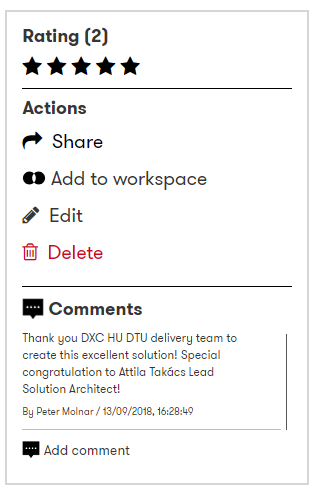 Rating (2)
Actions
Share
Add to workspace
Edit
Delete
Comments
Thank you DXC HU DTU delivery team to
create this excellent solution! Special
congratulation to Attila Takács Lead
Solution Architect!
By Peter Molnar / 13/09/2018, 16:28:49
Add comment